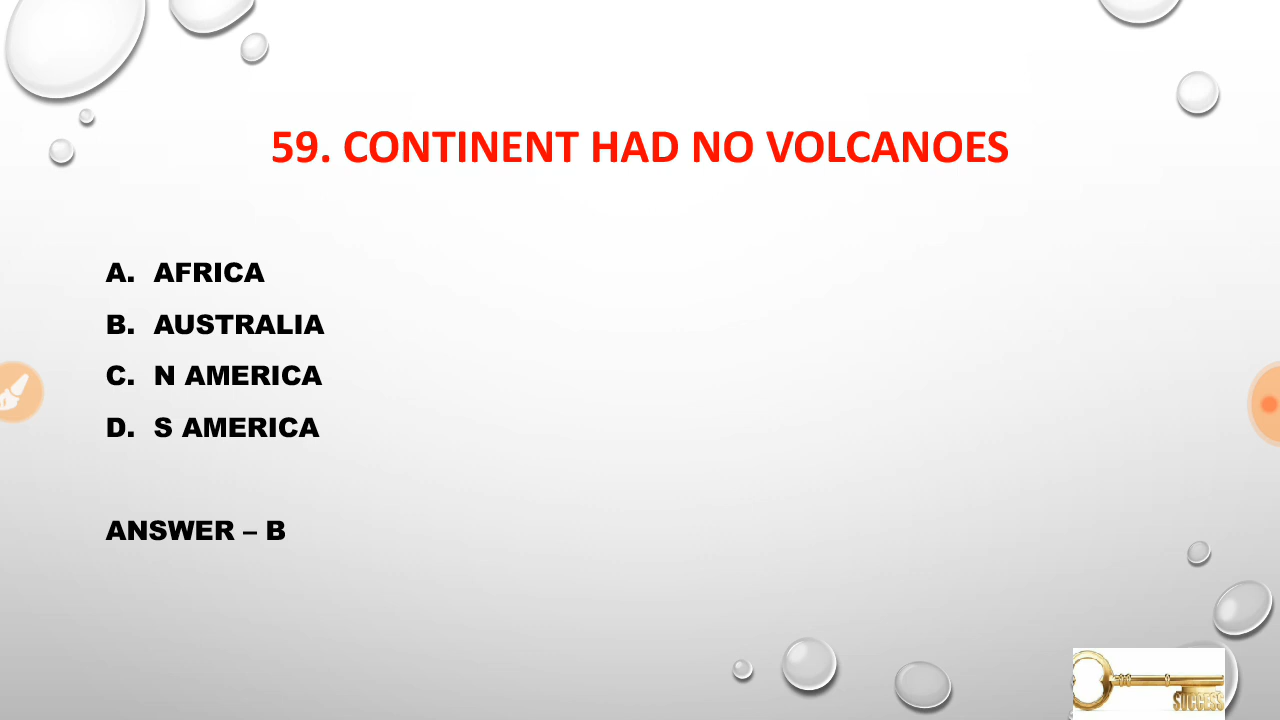 59. CONTINENT HAD NO VOLCANOES
A. AFRICA
B. AUSTRALIA
C. N AMERICA
D. S AMERICA
ANSWER – B
SUCCESS